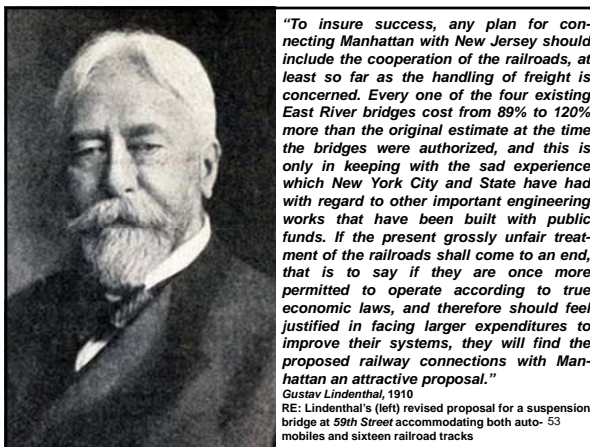 “To insure success, any plan for con-
necting Manhattan with New Jersey should
include the cooperation of the railroads, at
least so far as the handling of freight is
concerned. Every one of the four existing
East River bridges cost from 89% to 120%
more than the original estimate at the time
the bridges were authorized, and this is
only in keeping with the sad experience
which New York City and State have had
with regard to other important engineering
works that have been built with public
funds. If the present grossly unfair treat-
ment of the railroads shall come to an end,
that is to say if they are once more
permitted to operate according to true
economic laws, and therefore should feel
justified in facing larger expenditures to
improve their systems, they will find the
proposed railway connections with Man-
hattan an attractive proposal.”
Gustav Lindenthal, 1910
RE: Lindenthal’s (left) revised proposal for a suspension
bridge at 59th Street accommodating both auto- 53
mobiles and sixteen railroad tracks